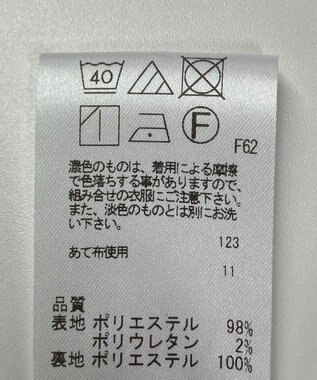 40
F
F62
濃色のものは、着用による摩擦
で色落ちする事がありますので、
組み合せの衣服にご注意下さい。
また、淡色のものとは別にお洗
い下さい。
123
あて布使用
11
品質
表地 ポリエステル 98%
ポリウレタン 2%
裏地 ポリエステル 100%